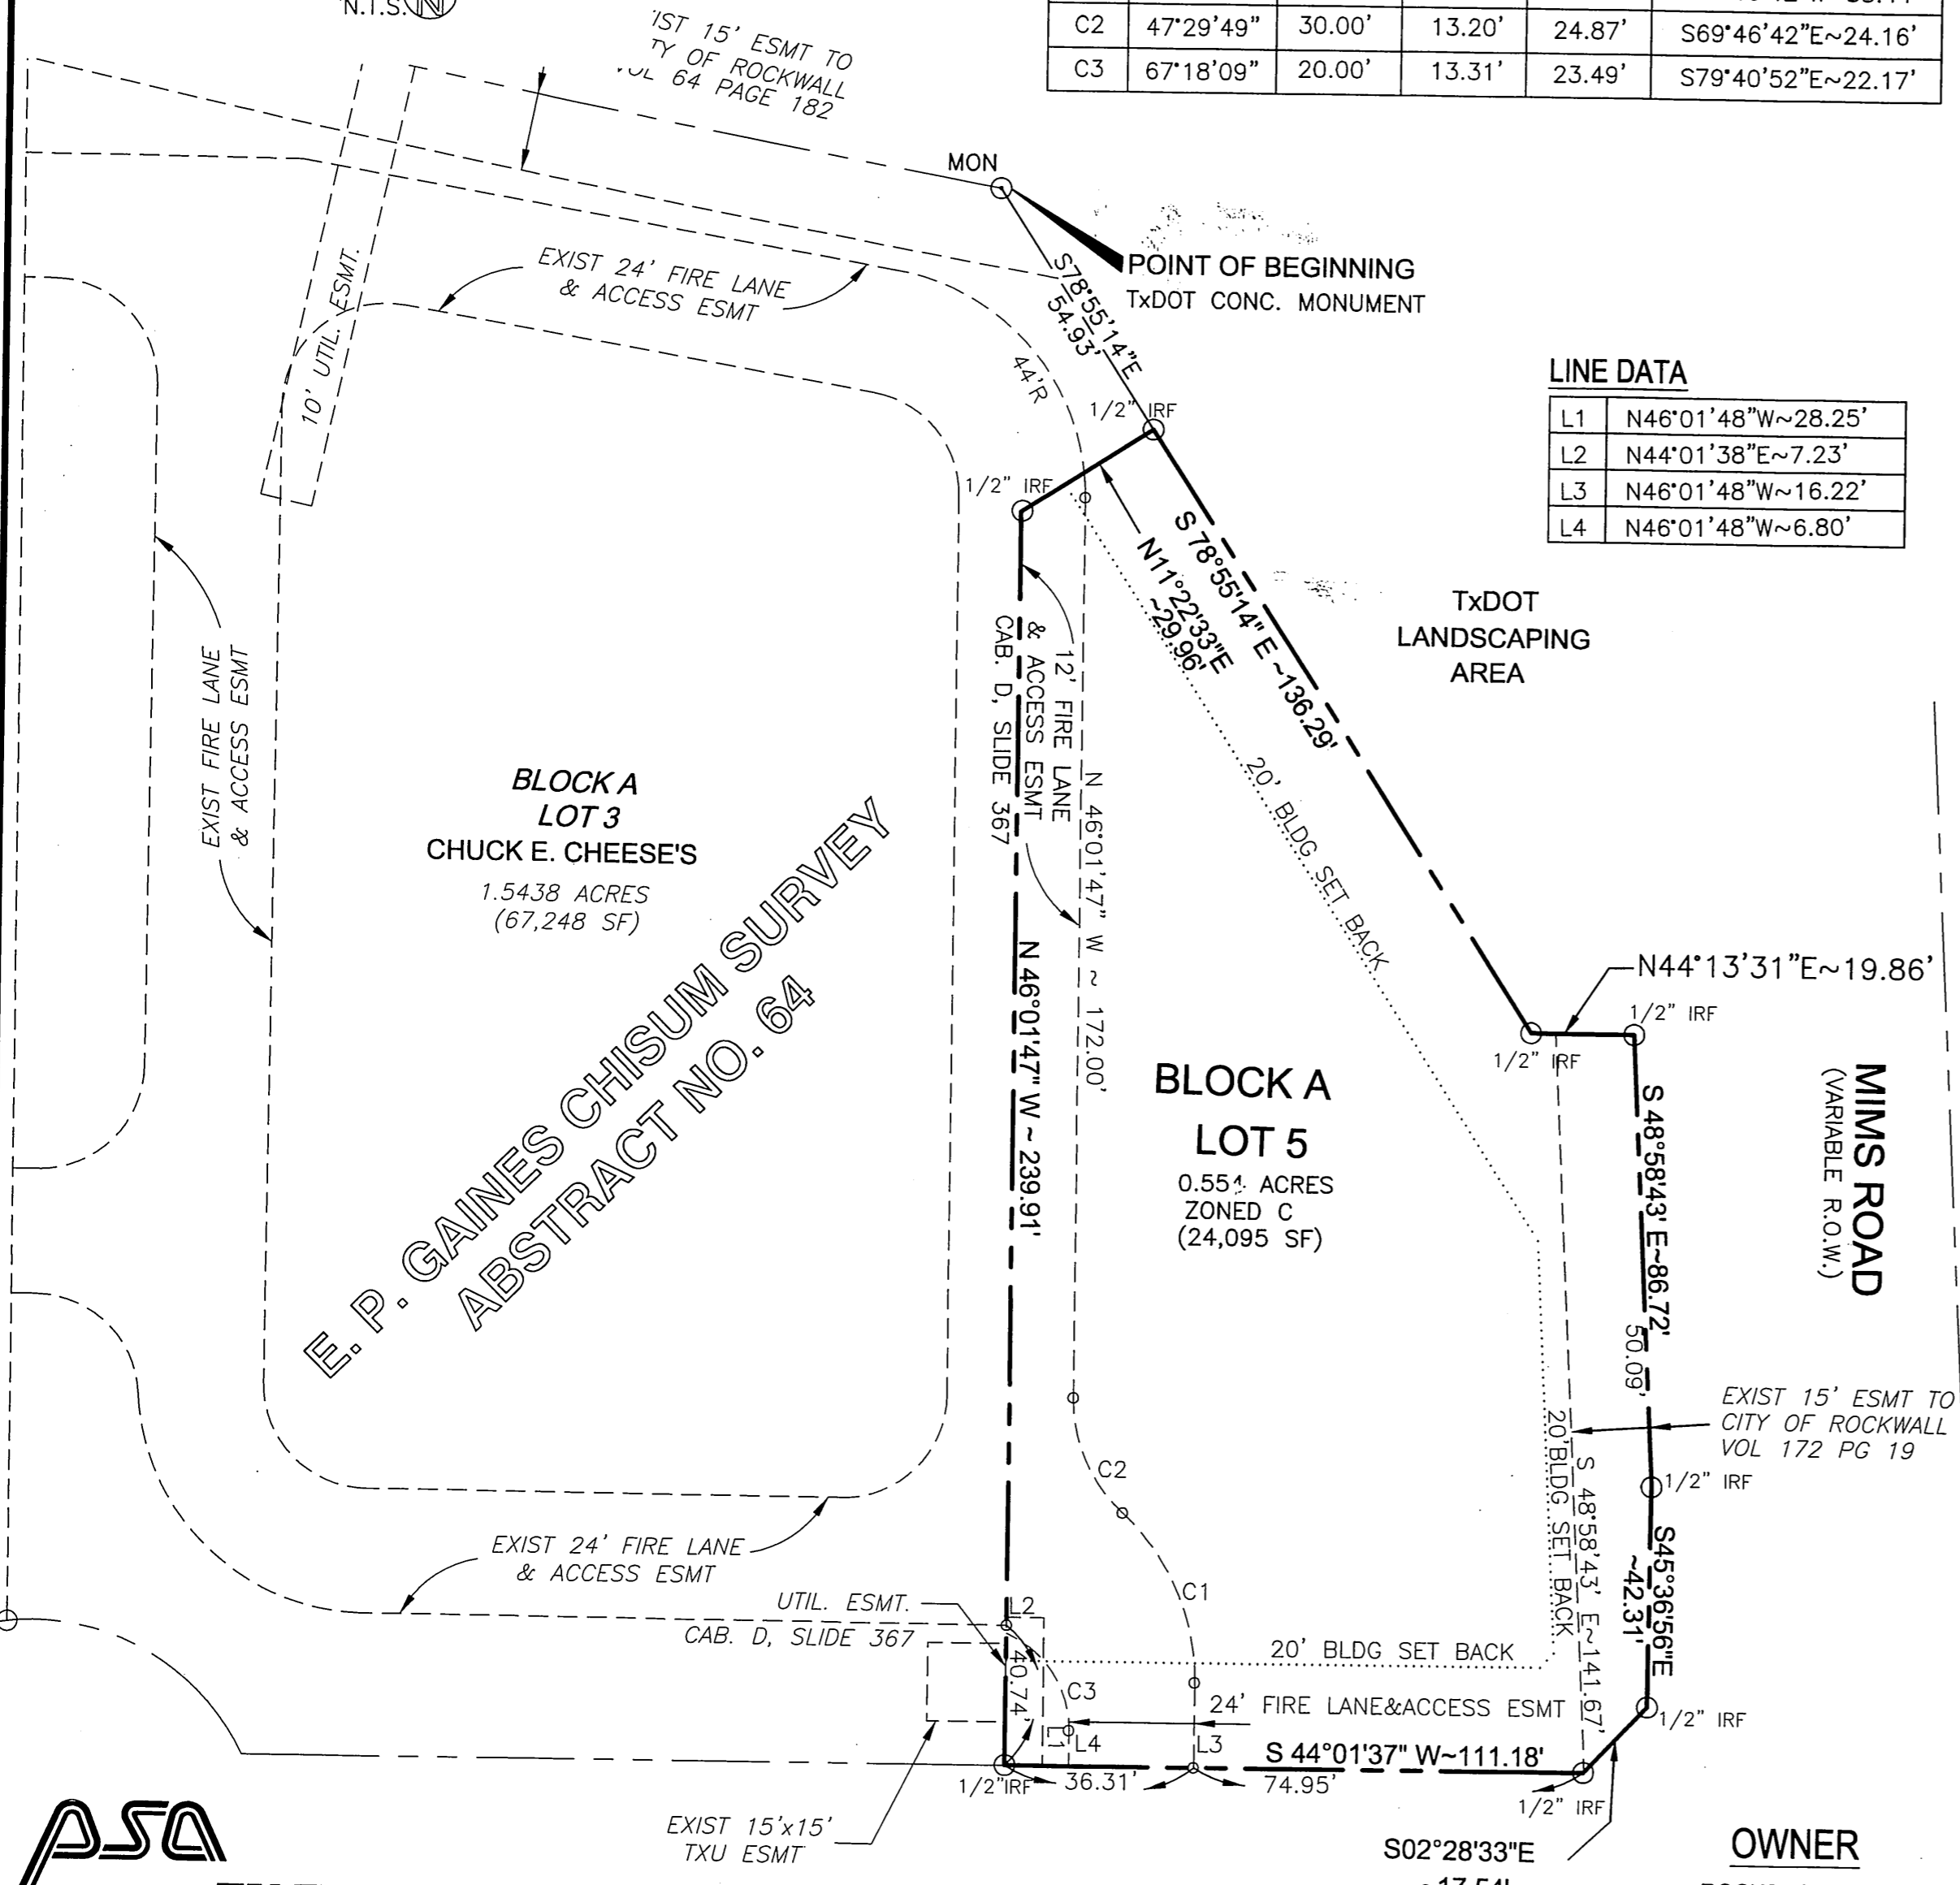 N.T.S. N
C2 47°29'49" 30.00' 13.20' 24.87' S69°46'42"E~24.16'
C3 67°18'09" 20.00' 13.31' 23.49' S79°40'52"E~22.17'
IST 15' ESMT TO
TY OF ROCKWALL
64 PAGE 182
MON
POINT OF BEGINNING
TxDOT CONC. MONUMENT
S78°55'14"E
54.93'
EXIST 24' FIRE LANE
& ACCESS ESMT
10' UTIL. ESMT.
44'R
1/2" IRF
1/2" IRF
LINE DATA
L1 N46°01'48"W~28.25'
L2 N44°01'38"E~7.23'
L3 N46°01'48"W~16.22'
L4 N46°01'48"W~6.80'
N11°22'33"E
~29.96'
S 78°55'14" E ~136.29'
TxDOT
LANDSCAPING
AREA
EXIST FIRE LANE
& ACCESS ESMT
12' FIRE LANE
& ACCESS ESMT
CAB. D, SLIDE 367
BLOCK A
LOT 3
CHUCK E. CHEESE'S
1.5438 ACRES
(67,248 SF)
E. P. GAINES CHISUM SURVEY
ABSTRACT NO. 64
N 46°01'47" W ~ 172.00'
N 46°01'47" W ~ 239.91'
20' BLDG SET BACK
N44°13'31"E~19.86'
1/2" IRF
1/2" IRF
BLOCK A
LOT 5
0.554 ACRES
ZONED C
(24,095 SF)
MIMS ROAD
(VARIABLE R.O.W.)
S 48°58'43' E~86.72'
50.09'
EXIST 15' ESMT TO
CITY OF ROCKWALL
VOL 172 PG 19
20'BLDG SET BACK
S 48°58'43' E~141.67'
1/2" IRF
S45°36'56"E
~42.31'
C2
C1
EXIST 24' FIRE LANE
& ACCESS ESMT
UTIL. ESMT.
CAB. D, SLIDE 367
L2
40.74'
C3
L1
L4
20' BLDG SET BACK
24' FIRE LANE&ACCESS ESMT
L3
S 44°01'37" W~111.18'
1/2" IRF
1/2"IRF
36.31'
74.95'
1/2" IRF
EXIST 15'x15'
TXU ESMT
S02°28'33"E
17.54'
ASA
OWNER